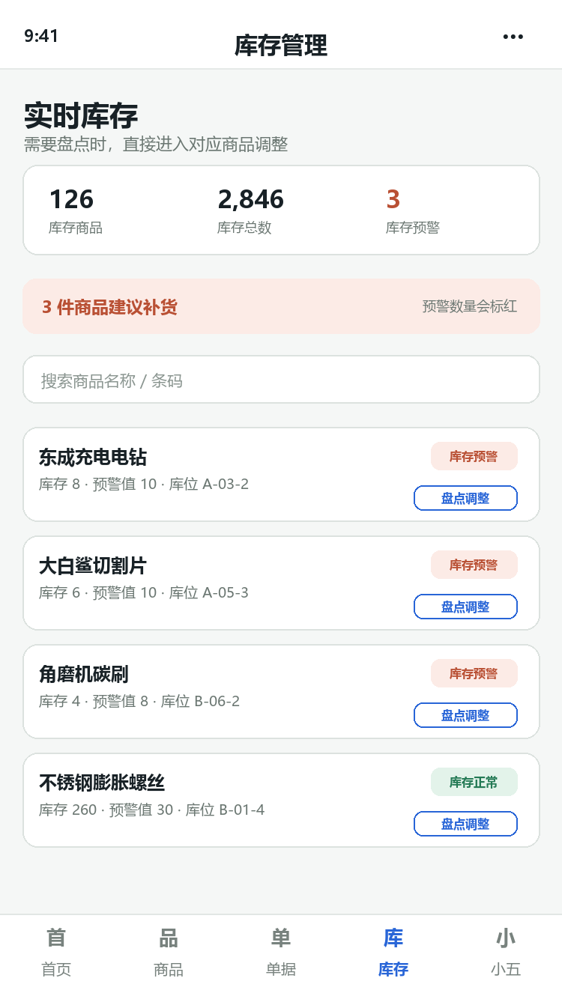 9:41
库存管理
•••
实时库存
需要盘点时，直接进入对应商品调整
126 2,846 3
库存商品 库存总数 库存预警
3 件商品建议补货 预警数量会标红
搜索商品名称 / 条码
东成充电电钻 库存预警
库存 8 · 预警值 10 · 库位 A-03-2
盘点调整
大白鲨切割片 库存预警
库存 6 · 预警值 10 · 库位 A-05-3
盘点调整
角磨机碳刷 库存预警
库存 4 · 预警值 8 · 库位 B-06-2
盘点调整
不锈钢膨胀螺丝 库存正常
库存 260 · 预警值 30 · 库位 B-01-4
盘点调整
首 品 单 库 小
首页 商品 单据 库存 小五